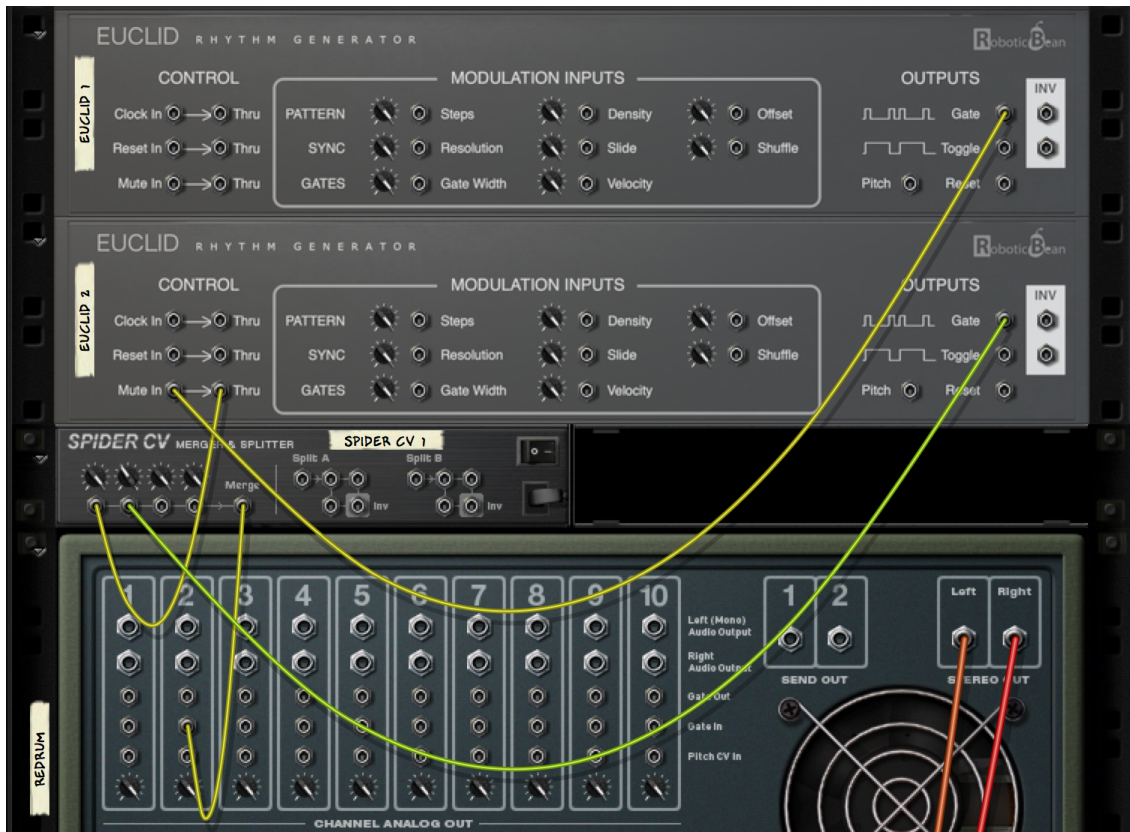 EUCLID RHYTHM GENERATOR
RoboticBean
EUCLID 1
CONTROL
MODULATION INPUTS
OUTPUTS
INV
Clock In Thru PATTERN Steps Density Offset Gate
Reset In Thru SYNC Resolution Slide Shuffle Toggle
Mute In Thru GATES Gate Width Velocity Pitch Reset
EUCLID RHYTHM GENERATOR
RoboticBean
EUCLID 2
CONTROL
MODULATION INPUTS
OUTPUTS
INV
Clock In Thru PATTERN Steps Density Offset Gate
Reset In Thru SYNC Resolution Slide Shuffle Toggle
Mute In Thru GATES Gate Width Velocity Pitch Reset
SPIDER CV MERGER & SPLITTER
SPIDER CV 1
Split A Split B
Merge
Inv Inv
1 2 3 4 5 6 7 8 9 10
Left (Mono)
Audio Output
Right
Audio Output
Gate Out
Gate In
Pitch CV In
1 2
SEND OUT
Left Right
STEREO OUT
REDRUM
CHANNEL ANALOG OUT